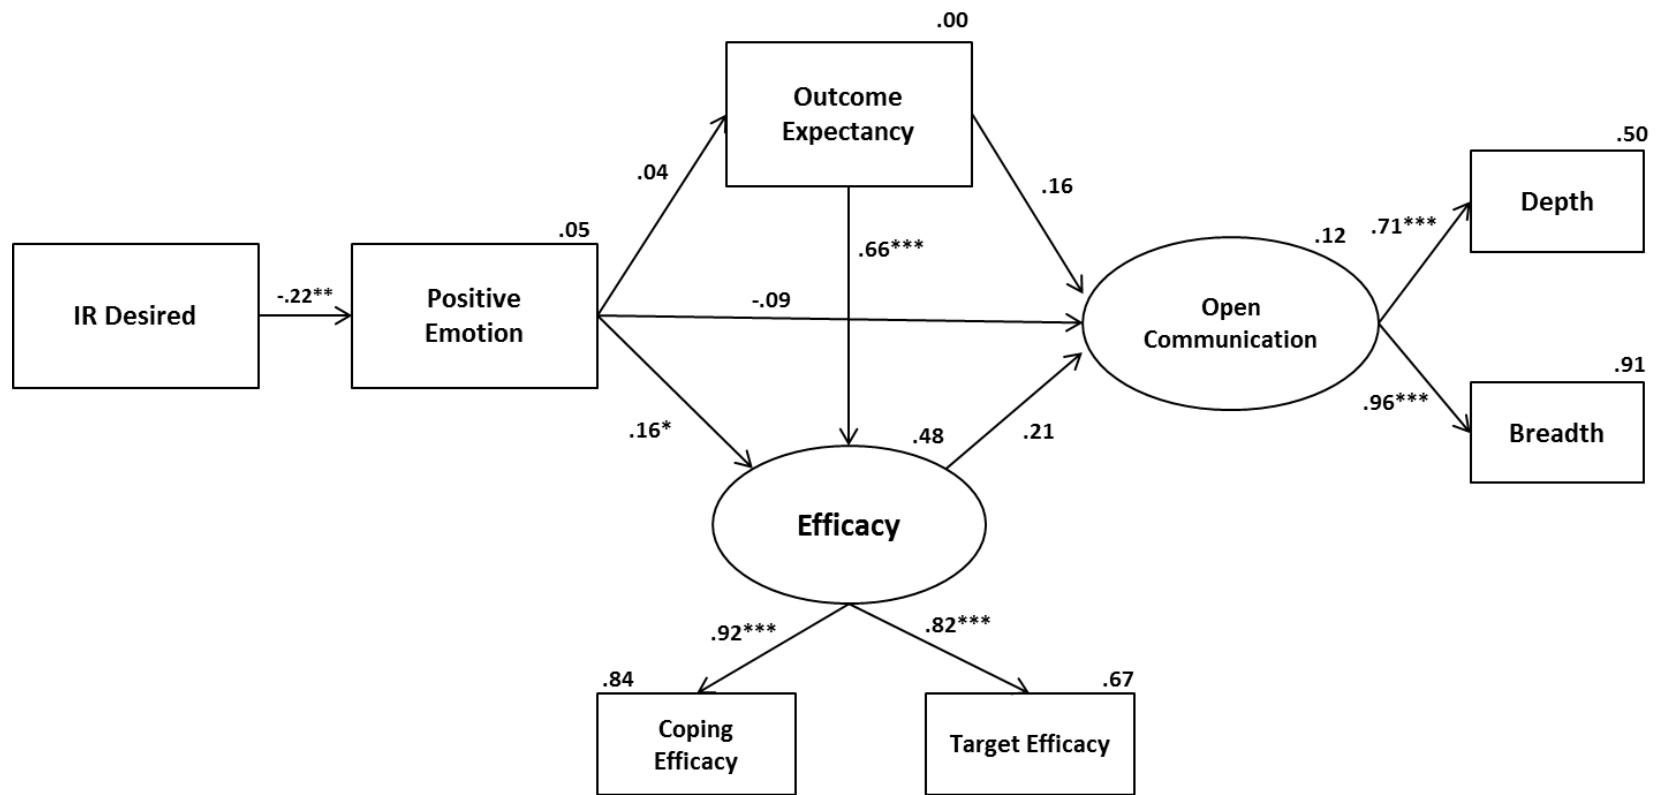 .00
Outcome
Expectancy
.50
Depth
.04
.16
.71***
.12
.05
.66***
IR Desired
-.22**
Positive
Emotion
-.09
Open
Communication
.91
.96***
Breadth
.16*
.48
.21
Efficacy
.92***
.82***
.84
.67
Coping
Efficacy
Target Efficacy